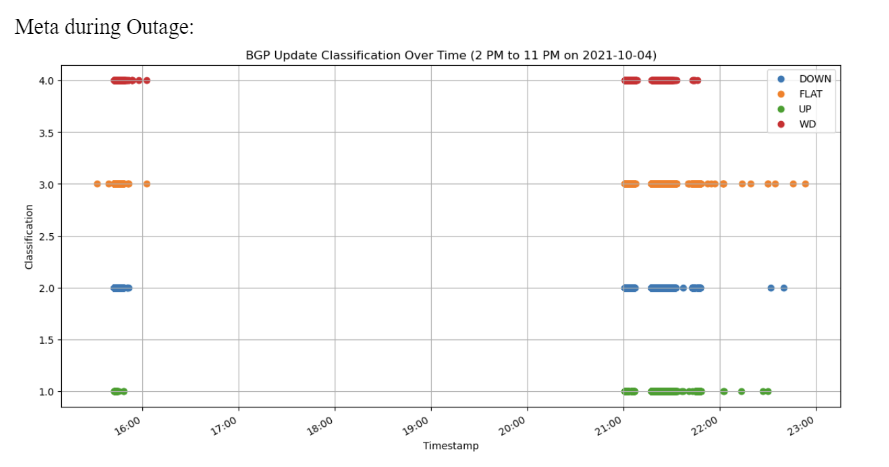 Meta during Outage:
BGP Update Classification Over Time (2 PM to 11 PM on 2021-10-04)
4.0
3.5
3.0
2.5
2.0
1.5
1.0
Classification
DOWN
FLAT
UP
WD
16:00
17:00
18:00
19:00
20:00
21:00
22:00
23:00
Timestamp